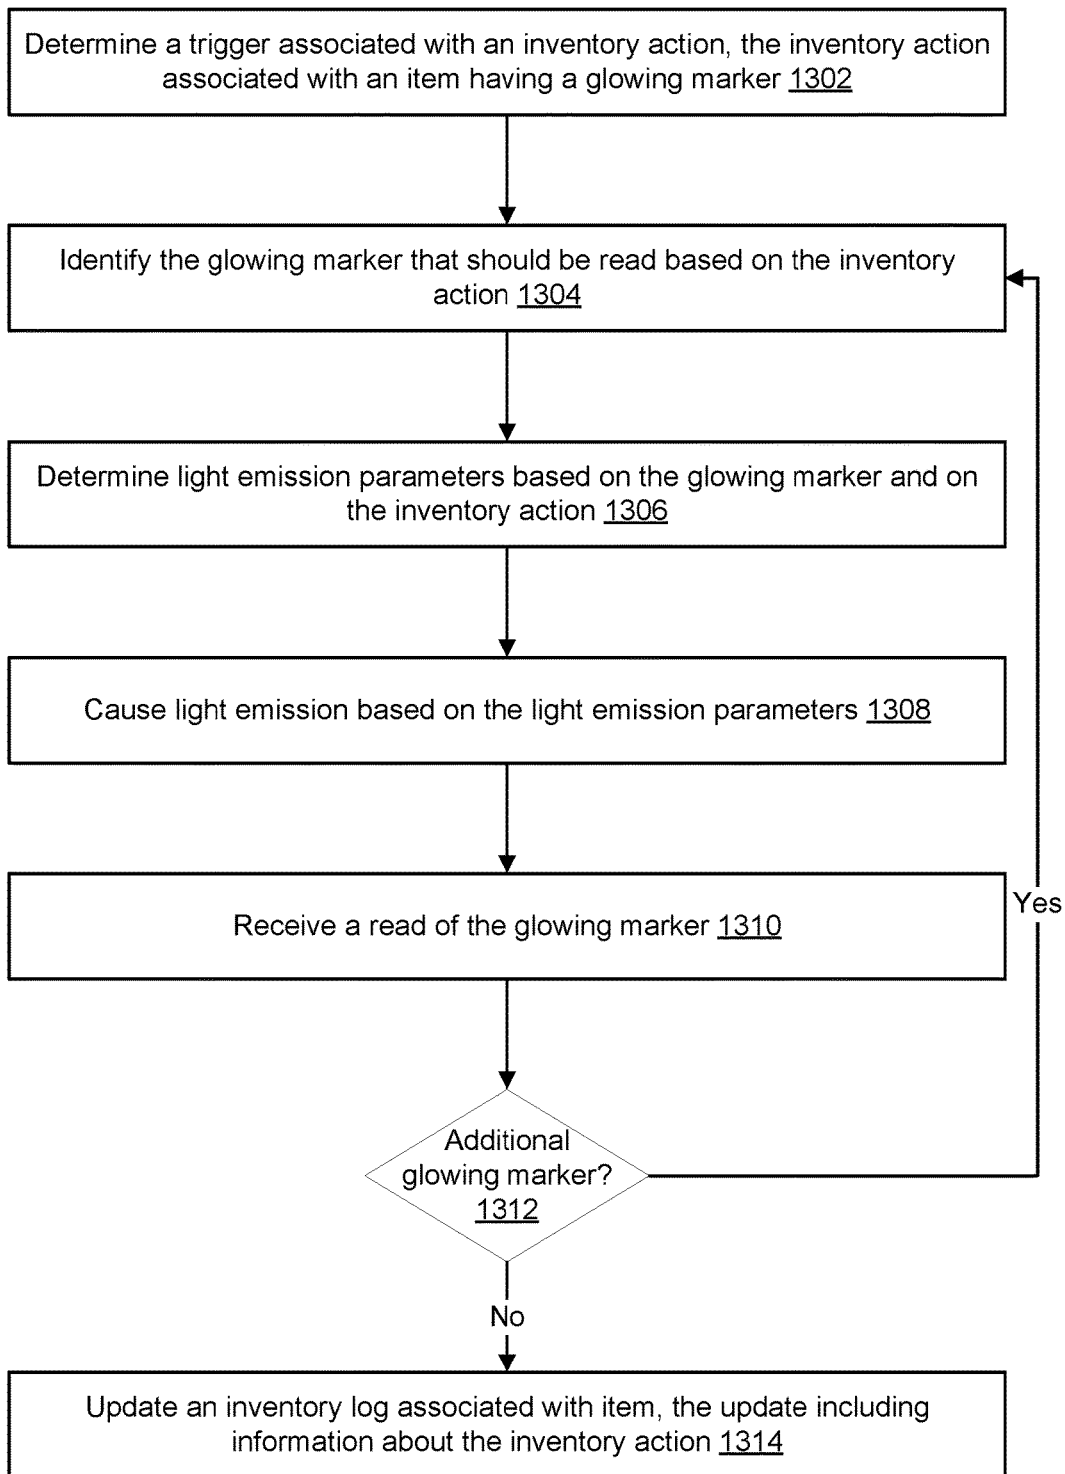 Determine a trigger associated with an inventory action, the inventory action
associated with an item having a glowing marker 1302
Identify the glowing marker that should be read based on the inventory
action 1304
Determine light emission parameters based on the glowing marker and on
the inventory action 1306
Cause light emission based on the light emission parameters 1308
Receive a read of the glowing marker 1310
Yes
Additional
glowing marker?
1312
No
Update an inventory log associated with item, the update including
information about the inventory action 1314